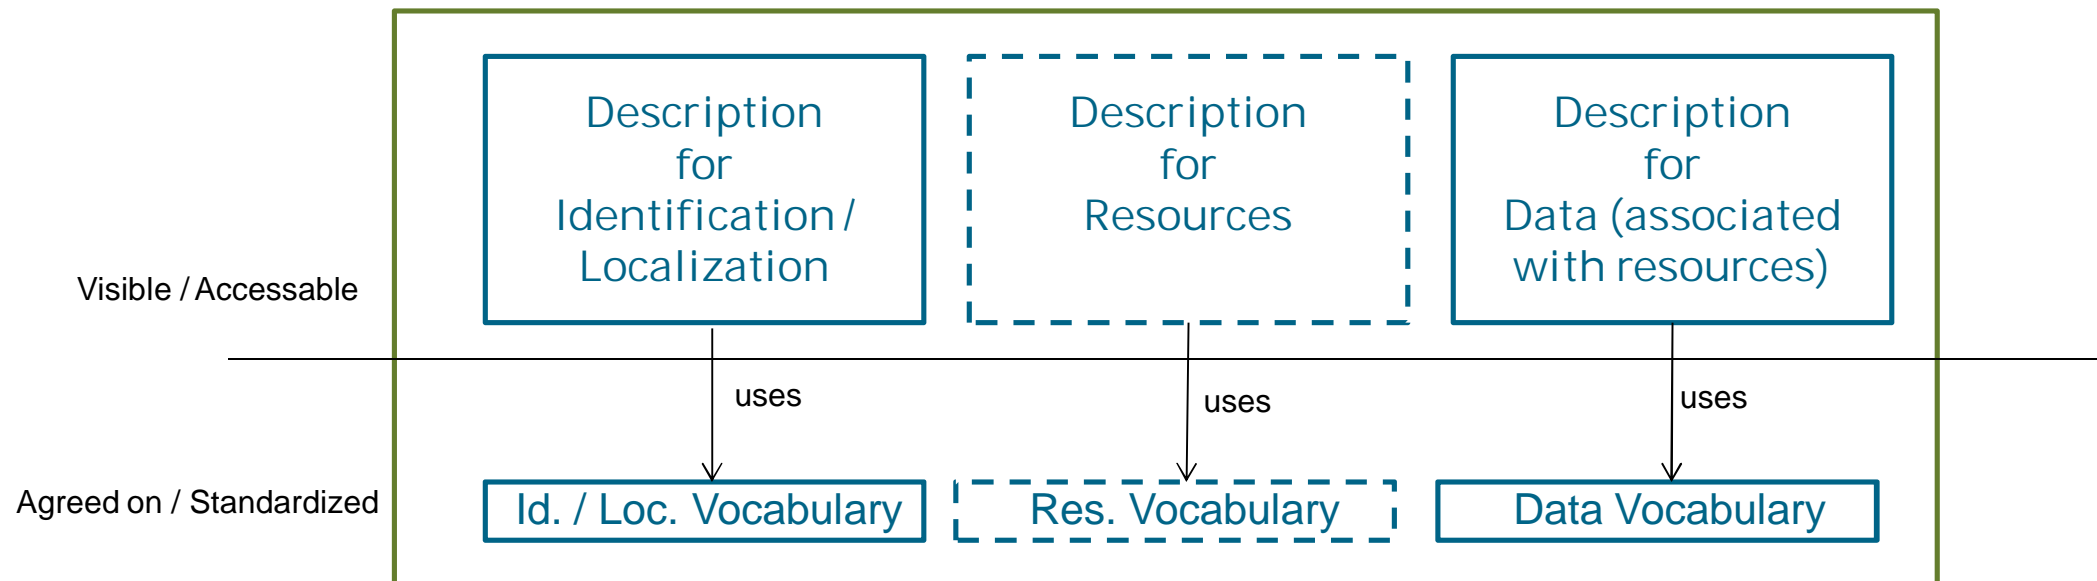 Description
for
Identification /
Localization
Description
for
Resources
Description
for
Data (associated
with resources)
Visible / Accessable
uses
uses
uses
Agreed on / Standardized
Id. / Loc. Vocabulary
Res. Vocabulary
Data Vocabulary